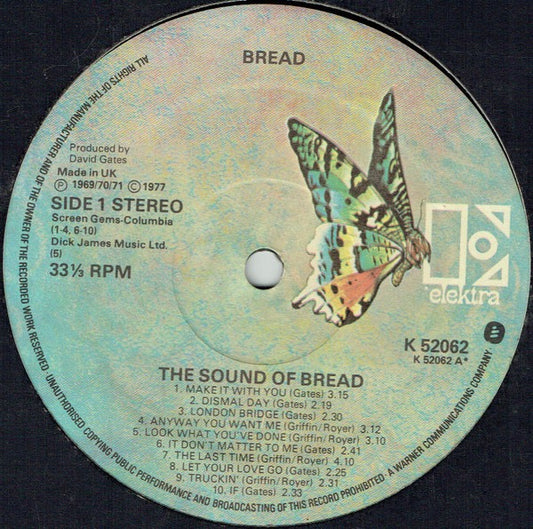 BREAD
Produced by
David Gates
Made in UK
Ⓟ 1969/70/71 Ⓒ 1977
SIDE 1 STEREO
Screen Gems-Columbia
(1-4, 6-10)
Dick James Music Ltd.
(5)
33⅓ RPM
elektra
K 52062
K 52062 A*
THE SOUND OF BREAD
1. MAKE IT WITH YOU (Gates) 3.15
2. DISMAL DAY (Gates) 2.19
3. LONDON BRIDGE (Gates) 2.30
4. ANYWAY YOU WANT ME (Griffin/Royer) 3.12
5. LOOK WHAT YOU'VE DONE (Griffin/Royer) 3.10
6. IT DON'T MATTER TO ME (Gates) 2.41
7. THE LAST TIME (Griffin/Royer) 4.10
8. LET YOUR LOVE GO (Gates) 2.25
9. TRUCKIN' (Griffin/Royer) 2.31
10. IF (Gates) 2.33
ALL RIGHTS OF THE MANUFACTURER AND OF THE OWNER OF THE RECORDED WORK RESERVED · UNAUTHORISED COPYING PUBLIC PERFORMANCE AND BROADCASTING OF THIS RECORD PROHIBITED · A WARNER COMMUNICATIONS COMPANY